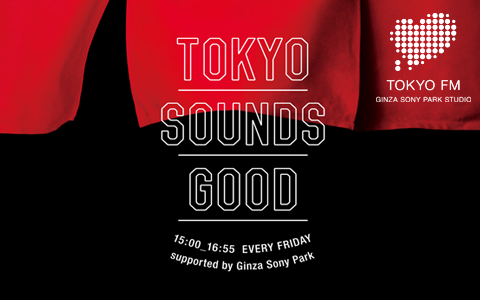 TOKYO
SOUNDS
GOOD
15:00_16:55 EVERY FRIDAY
supported by Ginza Sony Park
TOKYO FM
GINZA SONY PARK STUDIO